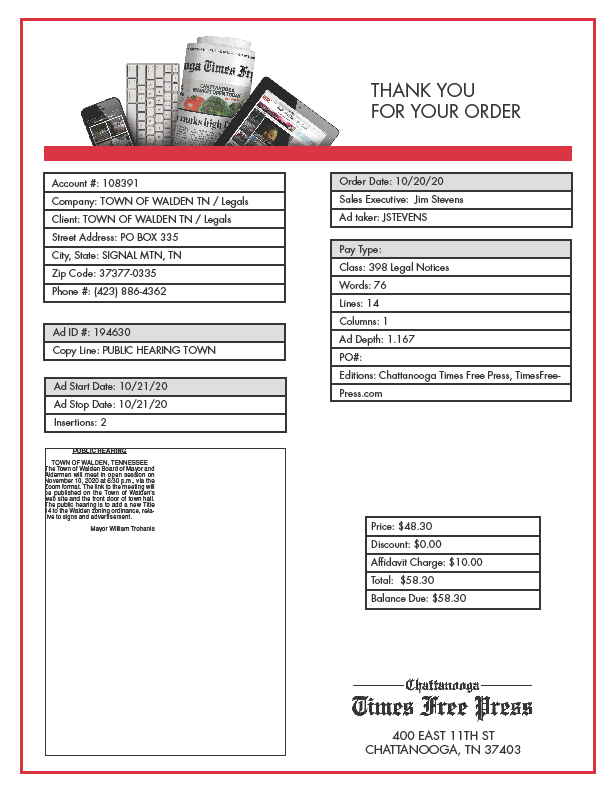 oga Times Fre
CHATTANOOGA
MARKET OPEN TODAY
ranks high f
THANK YOU
FOR YOUR ORDER
Account #: 108391
Company: TOWN OF WALDEN TN / Legals
Client: TOWN OF WALDEN TN / Legals
Street Address: PO BOX 335
City, State: SIGNAL MTN, TN
Zip Code: 37377-0335
Phone #: (423) 886-4362
Ad ID #: 194630
Copy Line: PUBLIC HEARING TOWN
Ad Start Date: 10/21/20
Ad Stop Date: 10/21/20
Insertions: 2
PUBLIC HEARING
TOWN OF WALDEN, TENNESSEE
The Town of Walden Board of Mayor and
Aldermen will meet in open session on
November 10, 2020 at 6:30 p.m., via the
Zoom format. The link to the meeting will
be published on the Town of Walden's
web site and the front door of town hall.
The public hearing is to add a new Title
14 to the Walden zoning ordinance, rela-
tive to signs and advertisement.
Mayor William Trohanis
Order Date: 10/20/20
Sales Executive: Jim Stevens
Ad taker: JSTEVENS
Pay Type:
Class: 398 Legal Notices
Words: 76
Lines: 14
Columns: 1
Ad Depth: 1.167
PO#:
Editions: Chattanooga Times Free Press, TimesFree-
Press.com
Price: $48.30
Discount: $0.00
Affidavit Charge: $10.00
Total: $58.30
Balance Due: $58.30
Chattanooga
Times Free Press
400 EAST 11TH ST
CHATTANOOGA, TN 37403